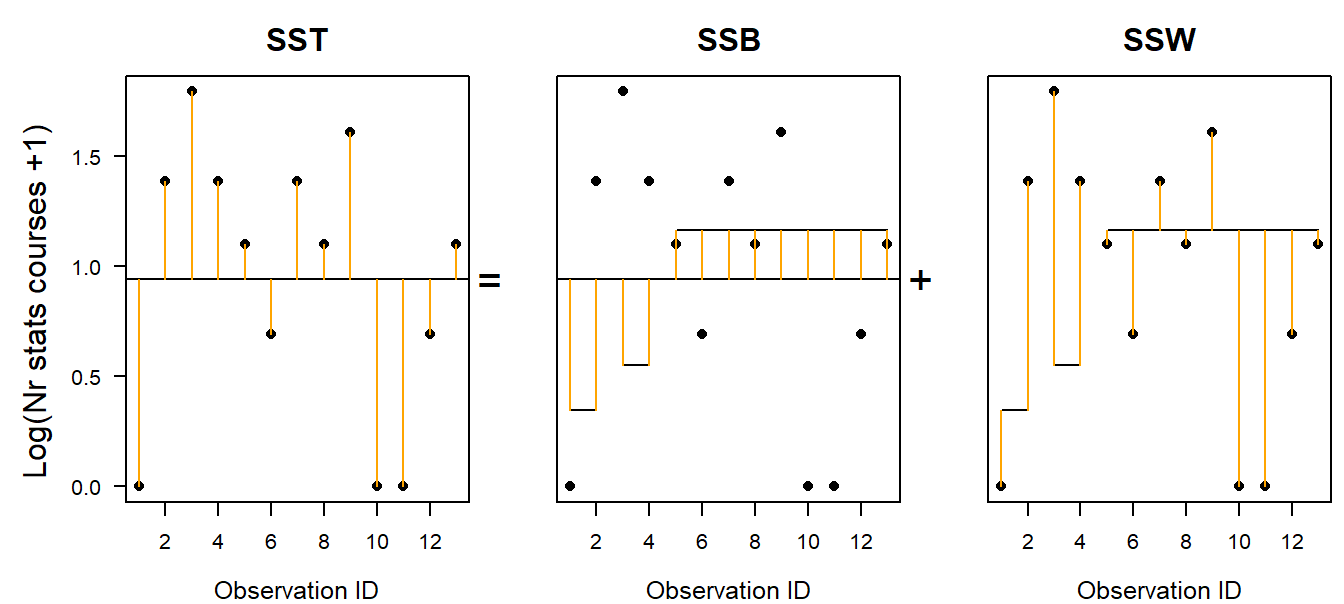 SST SSB SSW
Log(Nr stats courses +1)
1.5
1.0
0.5
0.0
= +
2 4 6 8 10 12 2 4 6 8 10 12 2 4 6 8 10 12
Observation ID Observation ID Observation ID